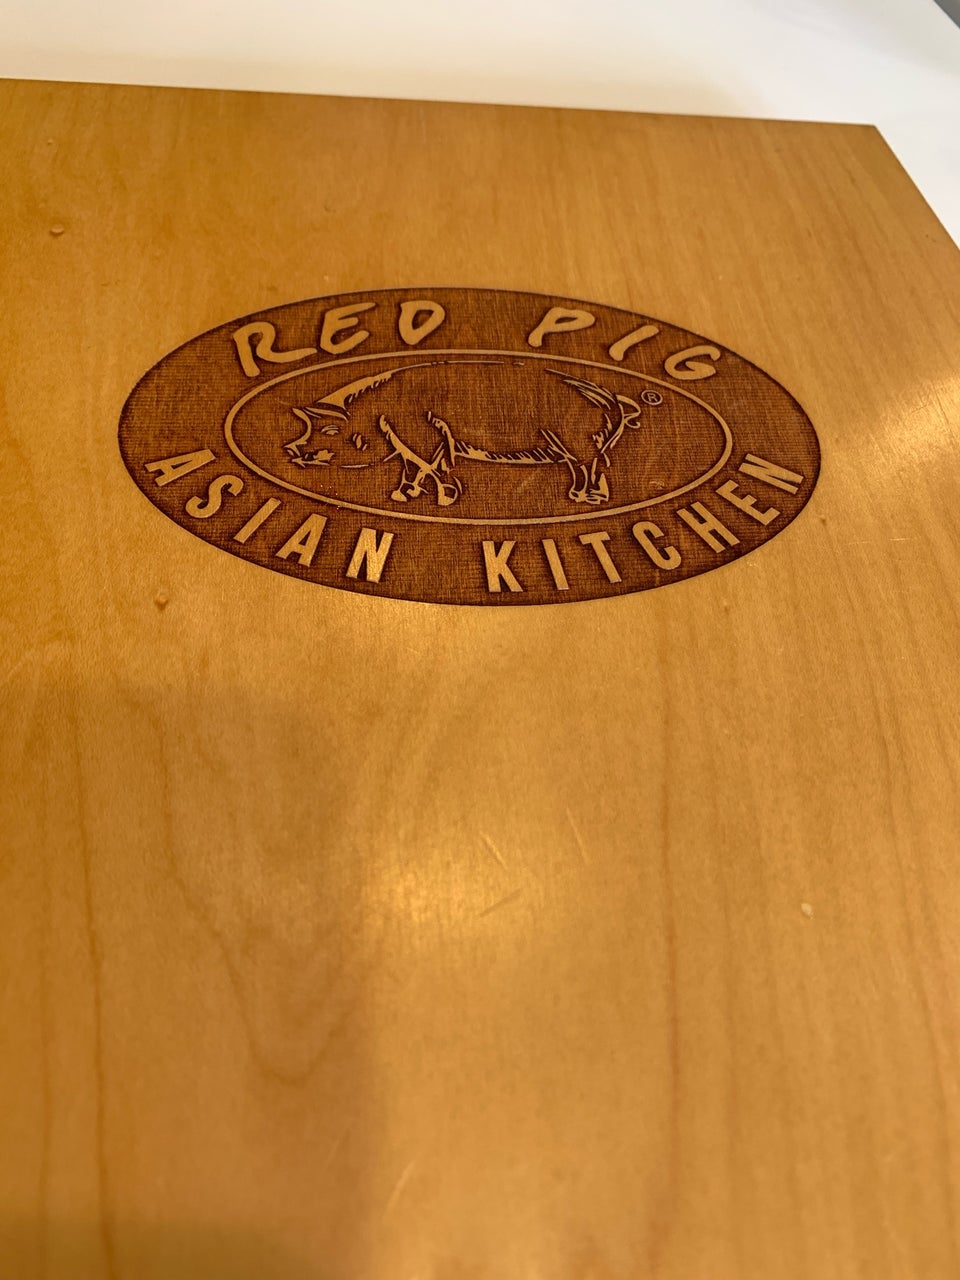 RED PIG
®
ASIAN KITCHEN